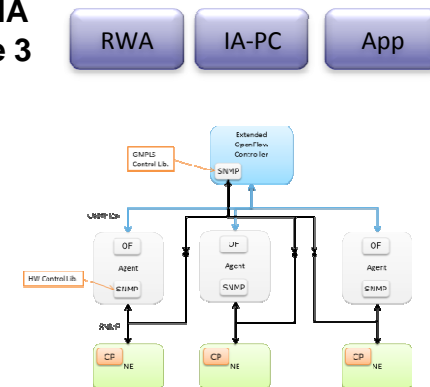 IA
e 3
RWA IA-PC App
Extended
OpenFlow
Controller
GMPLS
Control Lib.
SNMP
OF OF OF
Agent Agent Agent
HW Control Lib
SNMP SNMP SNMP
SNMP
CP NE CP NE CP NE